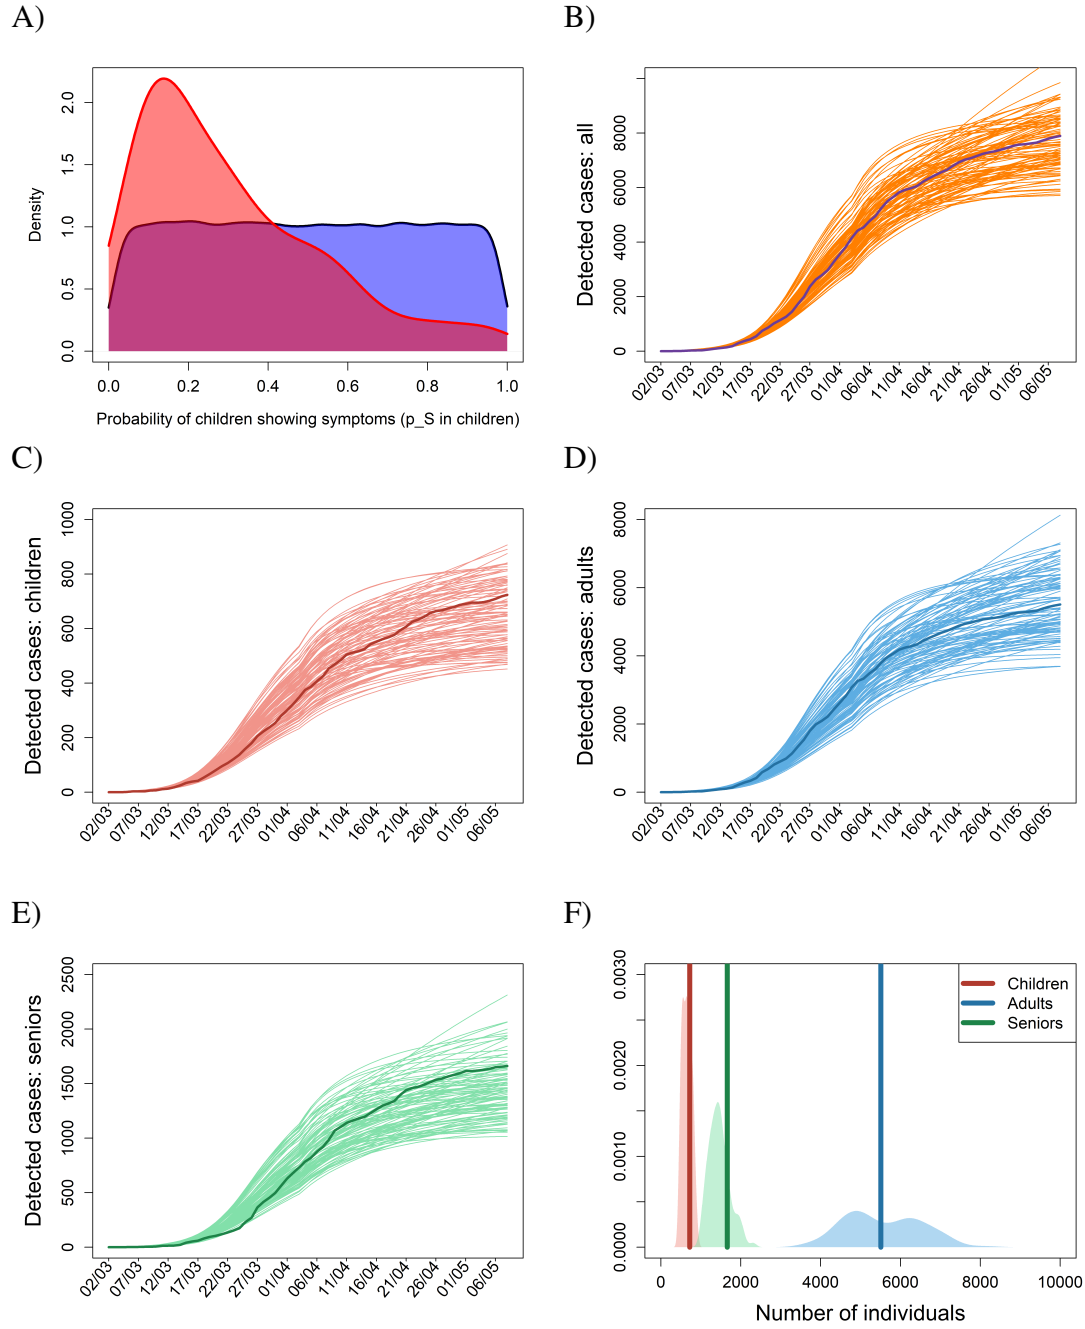 A)
Density
0.0 0.5 1.0 1.5 2.0
0.0 0.2 0.4 0.6 0.8 1.0
Probability of children showing symptoms (p_S in children)
B)
Detected cases: all
0 2000 4000 6000 8000
02/03 07/03 12/03 17/03 22/03 27/03 01/04 06/04 11/04 16/04 21/04 26/04 01/05 06/05
C)
Detected cases: children
0 200 400 600 800 1000
02/03 07/03 12/03 17/03 22/03 27/03 01/04 06/04 11/04 16/04 21/04 26/04 01/05 06/05
D)
Detected cases: adults
0 2000 4000 6000 8000
02/03 07/03 12/03 17/03 22/03 27/03 01/04 06/04 11/04 16/04 21/04 26/04 01/05 06/05
E)
Detected cases: seniors
0 500 1000 1500 2000 2500
02/03 07/03 12/03 17/03 22/03 27/03 01/04 06/04 11/04 16/04 21/04 26/04 01/05 06/05
F)
0.0000 0.0010 0.0020 0.0030
Children
Adults
Seniors
0 2000 4000 6000 8000 10000
Number of individuals